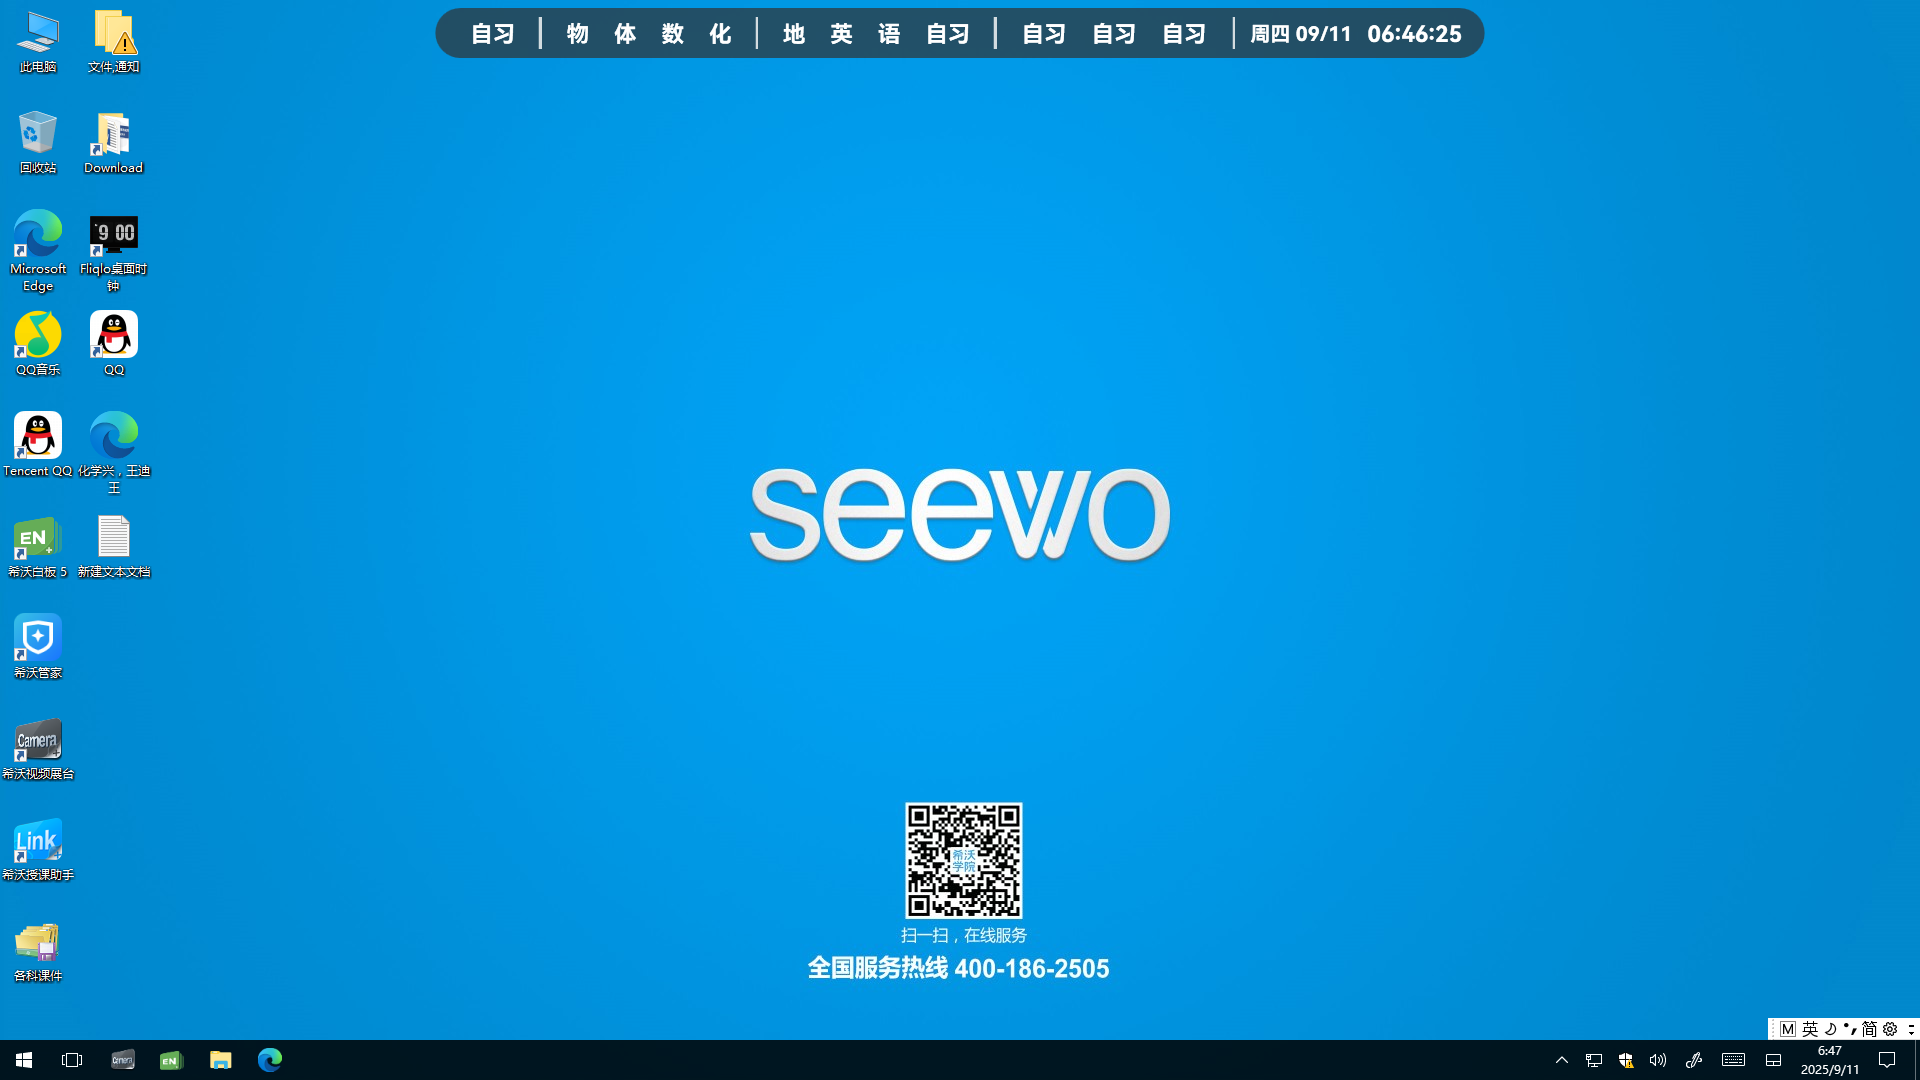 自习 物 体 数 化 地 英 语 自习 自习 自习 自习 周四 09/11 06:46:25
此电脑
文件,通知
回收站
Download
Microsoft Edge
9 00
Fliqlo桌面时钟
QQ音乐
QQ
Tencent QQ
化学兴，王迪王
EN
希沃白板 5
新建文本文档
希沃管家
Camera
希沃视频展台
Link
希沃授课助手
各科课件
seewo
希沃学院
扫一扫，在线服务
全国服务热线 400-186-2505
M 英 简
Camera
EN
6:47
2025/9/11